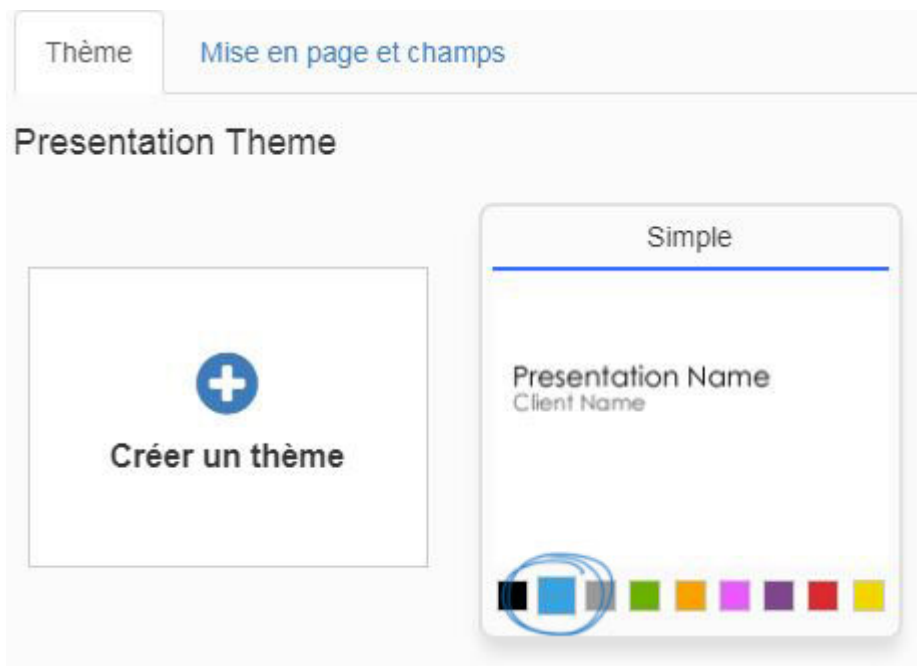 Thème
Mise en page et champs
Presentation Theme
Créer un thème
Simple
Presentation Name
Client Name